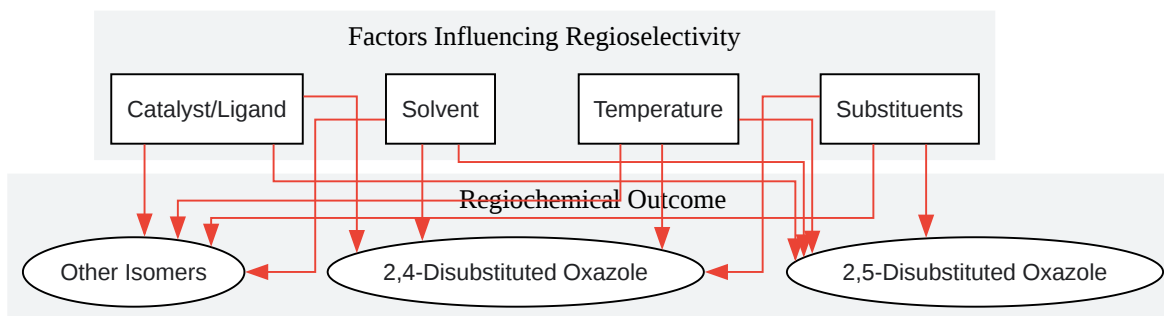 Factors Influencing Regioselectivity
Catalyst/Ligand
Solvent
Temperature
Substituents
Regiochemical Outcome
Other Isomers
2,4-Disubstituted Oxazole
2,5-Disubstituted Oxazole